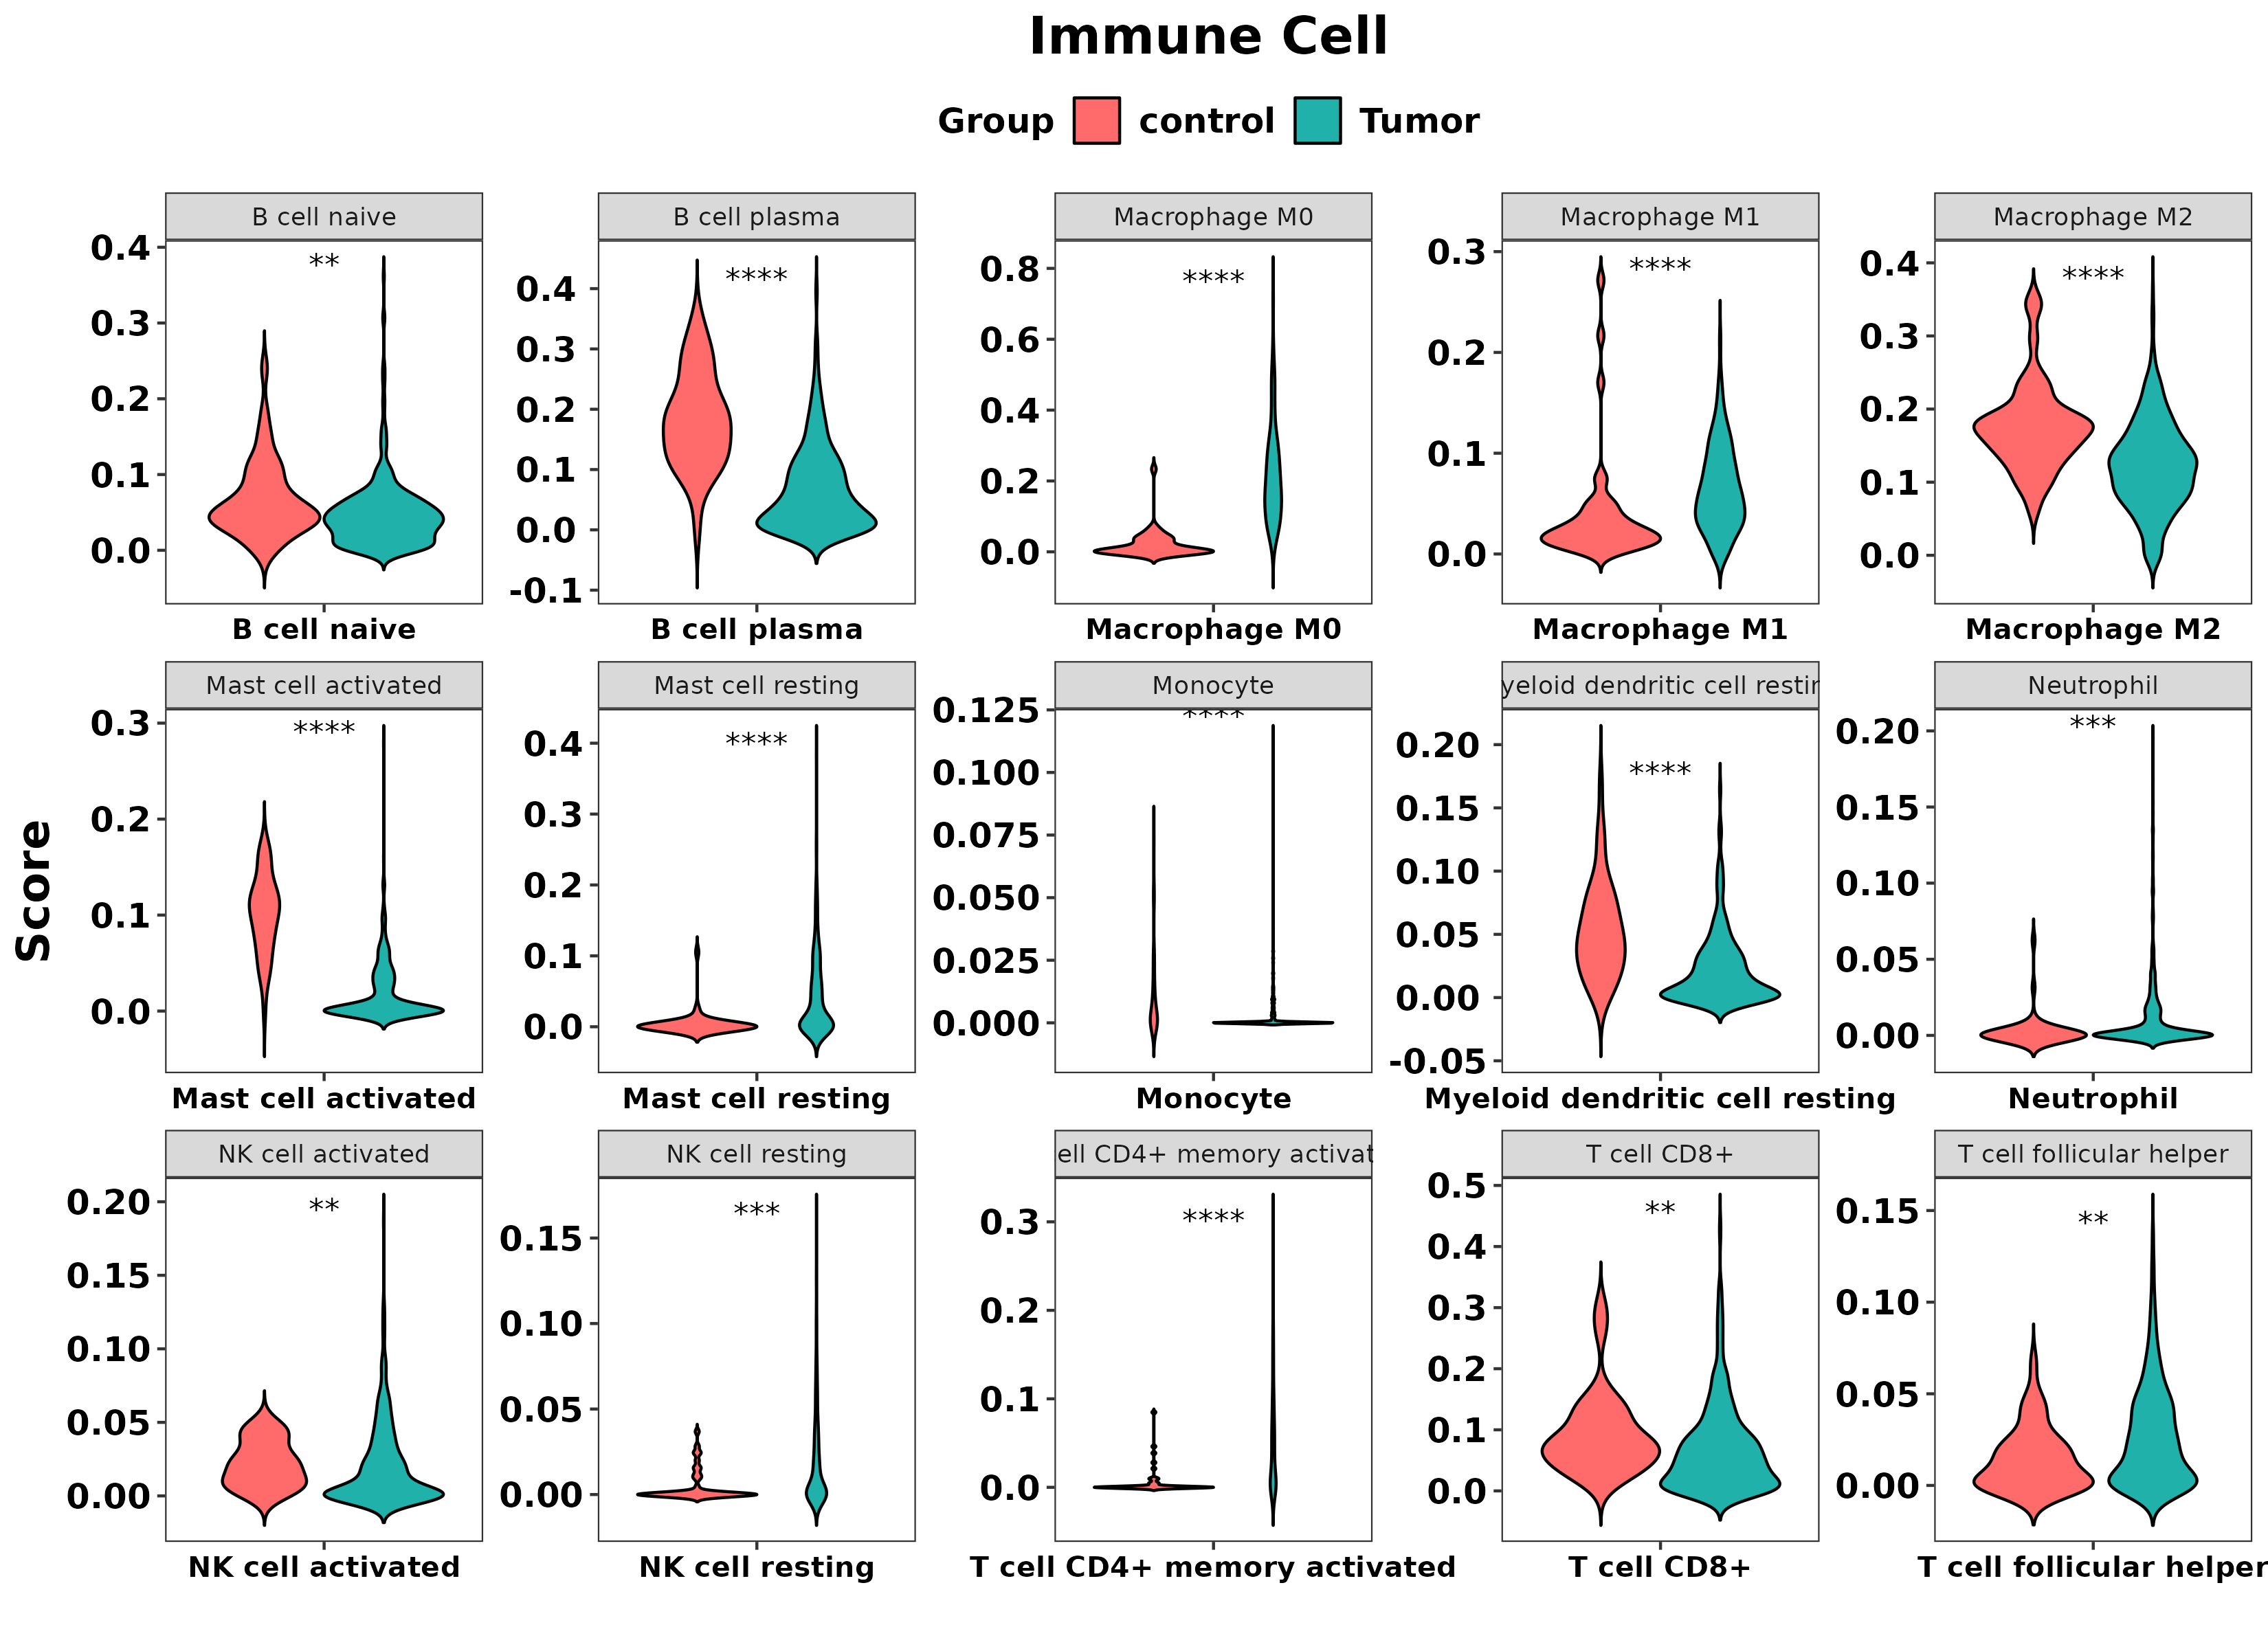 Immune Cell
Group control Tumor
B cell naive B cell plasma Macrophage M0 Macrophage M1 Macrophage M2
0.4 0.3 0.2 0.1 0.0
**
0.4 0.3 0.2 0.1 0.0 -0.1
****
0.8 0.6 0.4 0.2 0.0
****
0.3 0.2 0.1 0.0
****
0.4 0.3 0.2 0.1 0.0
****
B cell naive B cell plasma Macrophage M0 Macrophage M1 Macrophage M2
Score
Mast cell activated Mast cell resting Monocyte yeloid dendritic cell restin Neutrophil
0.3 0.2 0.1 0.0
****
0.4 0.3 0.2 0.1 0.0
****
0.125 0.100 0.075 0.050 0.025 0.000
****
0.20 0.15 0.10 0.05 0.00 -0.05
****
0.20 0.15 0.10 0.05 0.00
***
Mast cell activated Mast cell resting Monocyte Myeloid dendritic cell resting Neutrophil
NK cell activated NK cell resting ell CD4+ memory activat T cell CD8+ T cell follicular helper
0.20 0.15 0.10 0.05 0.00
**
0.15 0.10 0.05 0.00
***
0.3 0.2 0.1 0.0
****
0.5 0.4 0.3 0.2 0.1 0.0
**
0.15 0.10 0.05 0.00
**
NK cell activated NK cell resting T cell CD4+ memory activated T cell CD8+ T cell follicular helper